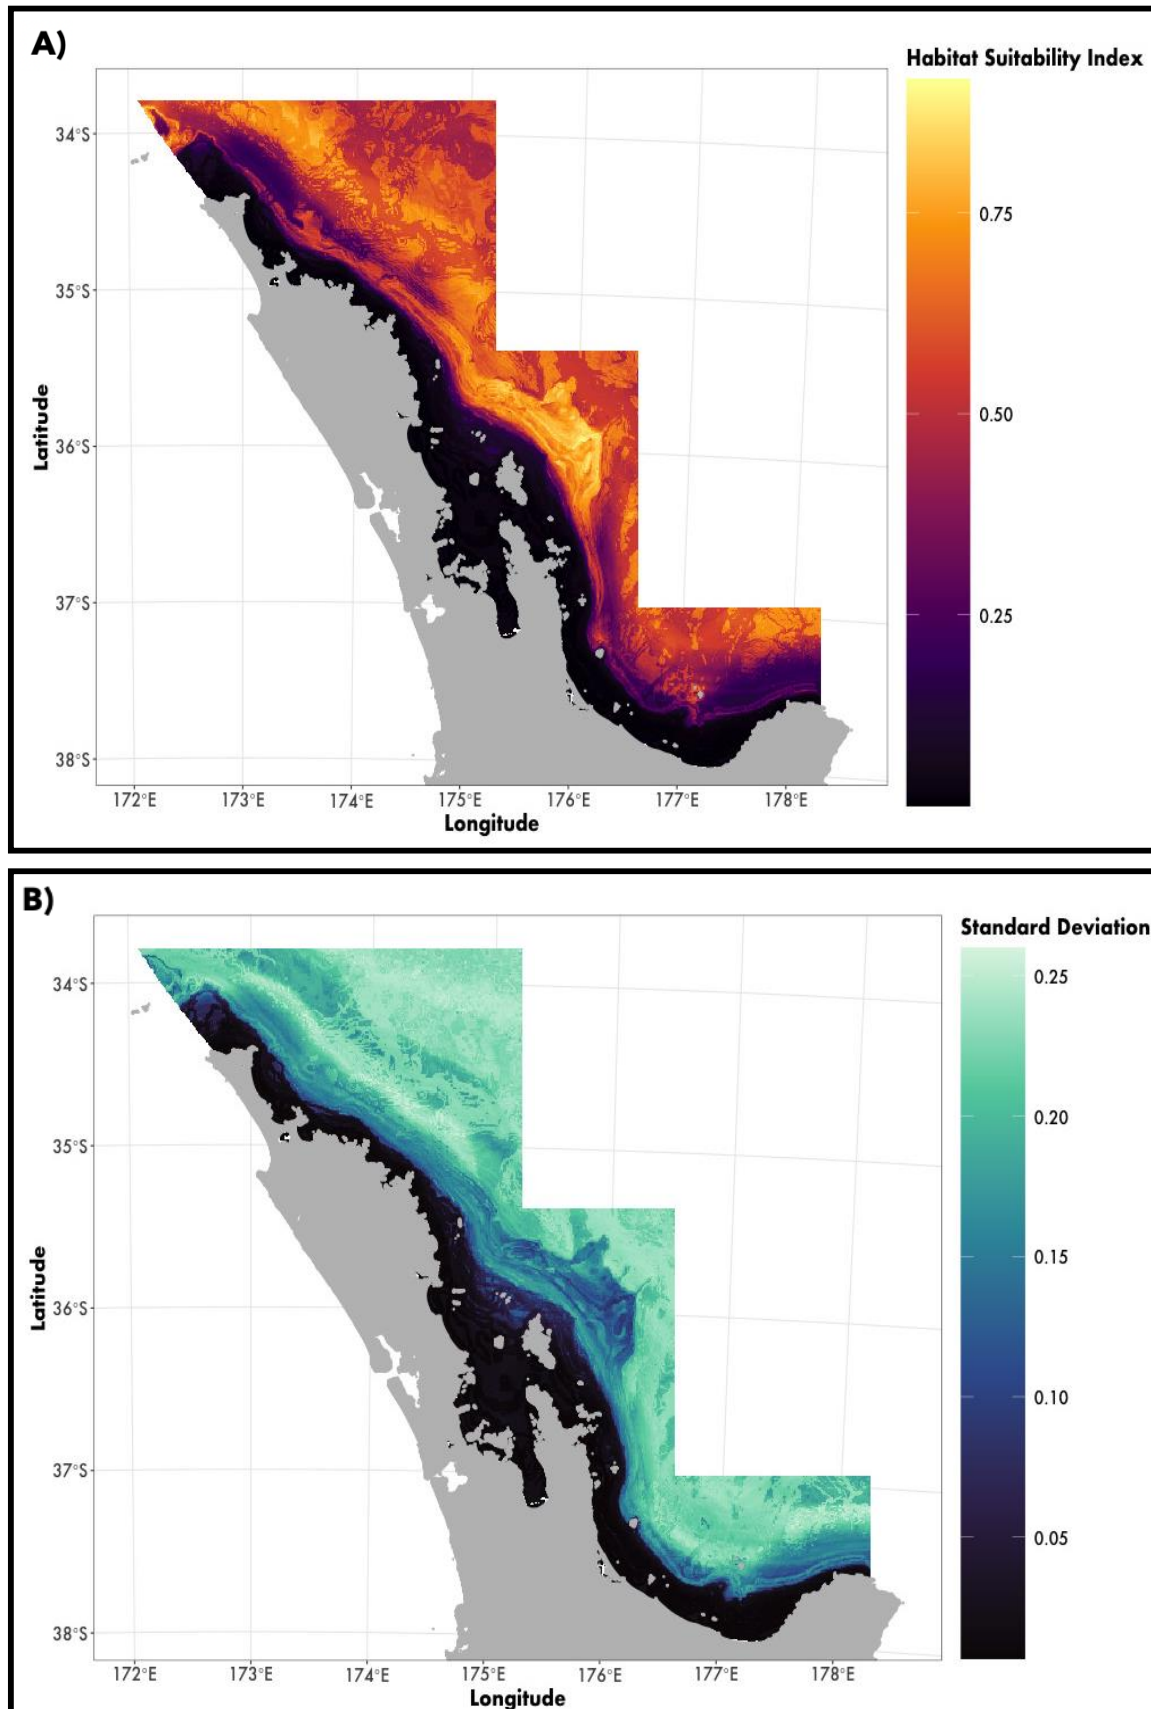 A)
Habitat Suitability Index
34°S
35°S
36°S
37°S
38°S
Latitude
172°E 173°E 174°E 175°E 176°E 177°E 178°E
Longitude
0.75
0.50
0.25
B)
Standard Deviation
34°S
35°S
36°S
37°S
38°S
Latitude
172°E 173°E 174°E 175°E 176°E 177°E 178°E
Longitude
0.25
0.20
0.15
0.10
0.05